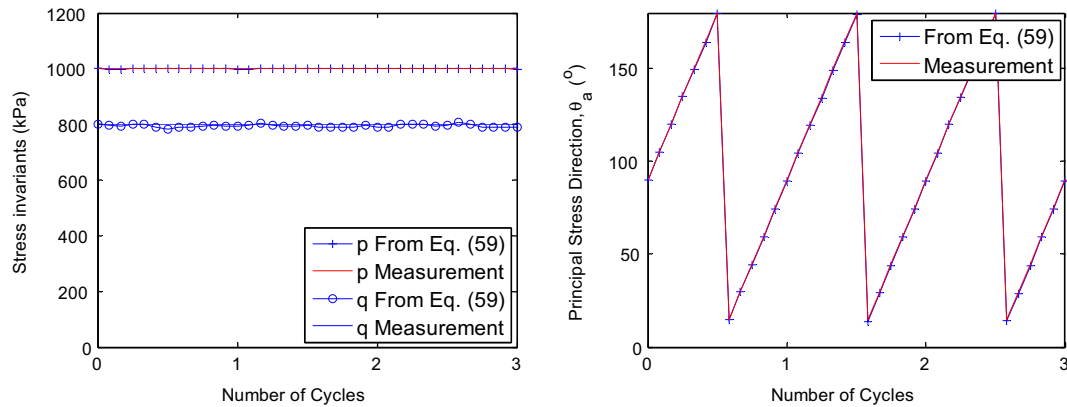 1200
1000
800
600
400
200
0
Stress invariants (kPa)
p From Eq. (59)
p Measurement
q From Eq. (59)
q Measurement
0
1
2
3
Number of Cycles
150
100
50
0
Principal Stress Direction, θa (o)
From Eq. (59)
Measurement
0
1
2
3
Number of Cycles